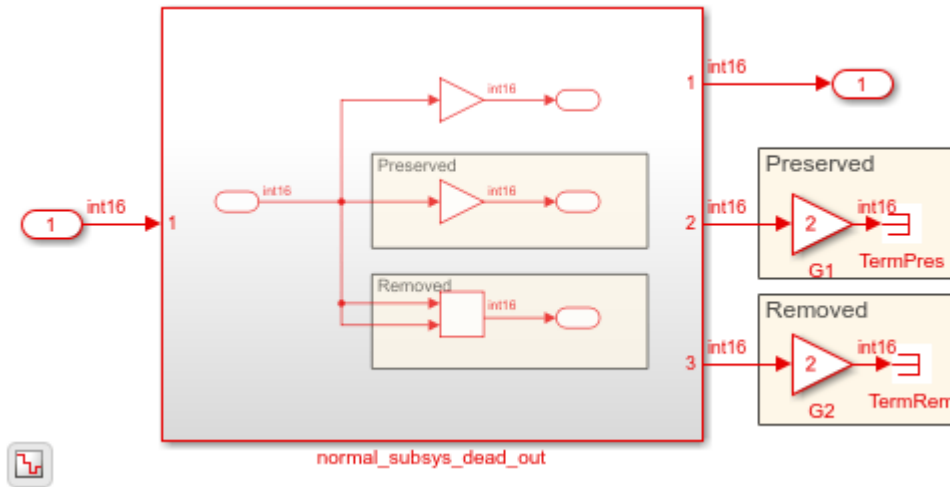 int16
1
int16
1
Preserved
int16
int16
Preserved
int16
1
int16
1
2
int16
2
int16
G1
TermPres
Removed
int16
Removed
3
int16
2
int16
G2
TermRem
normal_subsys_dead_out